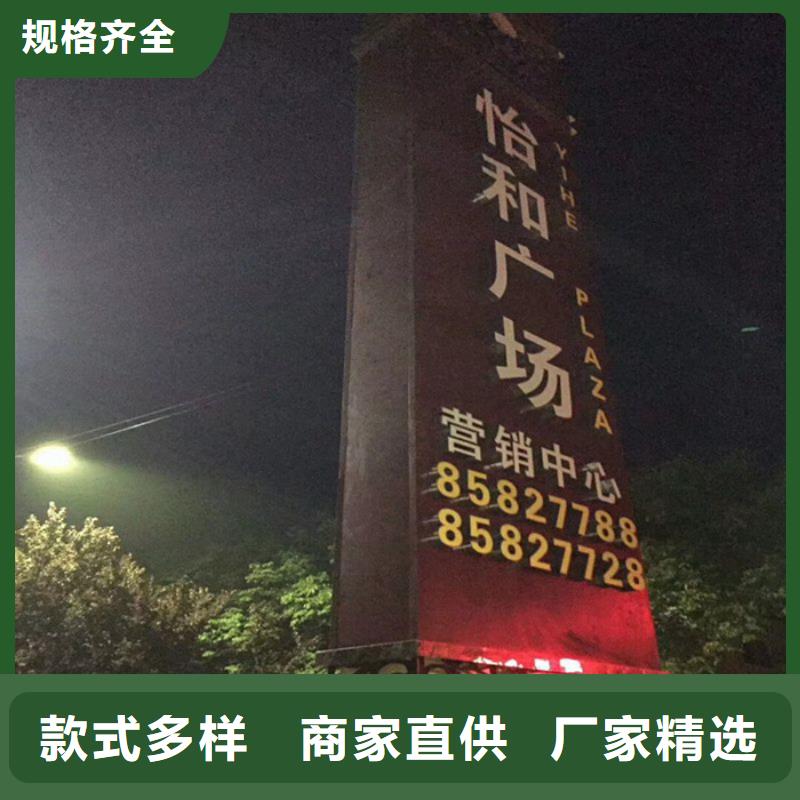 规格齐全
怡和广场
YIHE PLAZA
营销中心
85827788
85827728
款式多样 商家直供 厂家精选